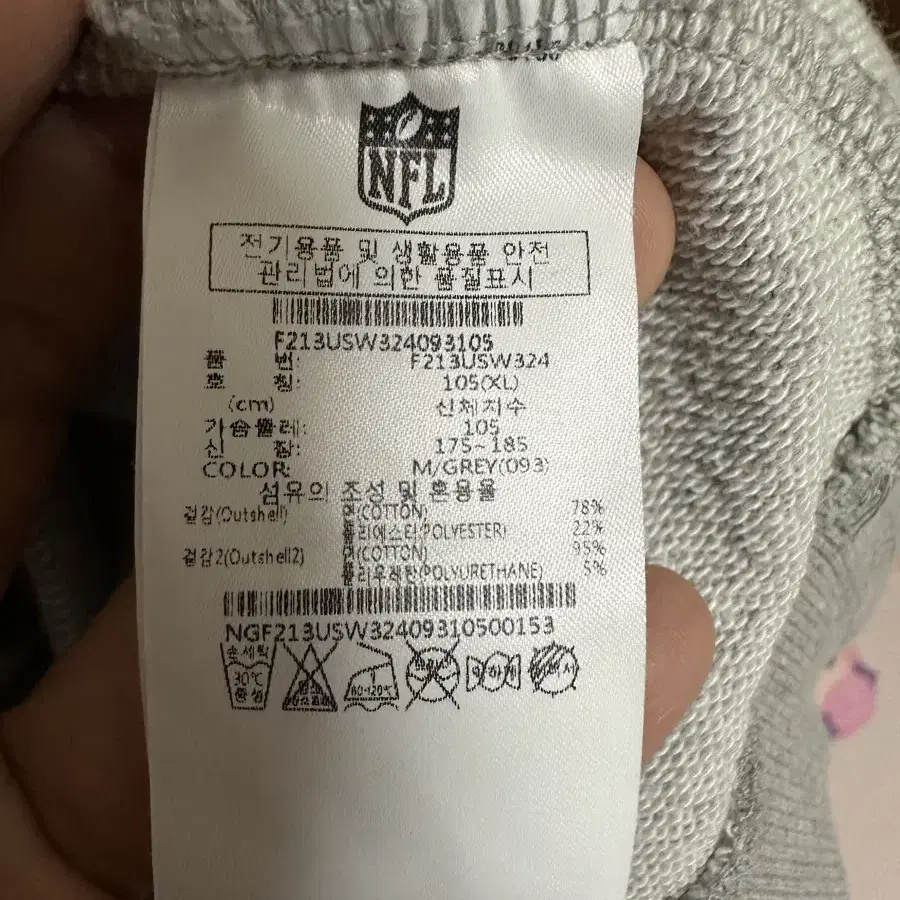 NFL
전기용품 및 생활용품 안전
관리법에 의한 품질표시
F213USW324093105
품 번: F213USW324
호 칭: 105(XL)
(cm) 신체치수
가슴둘레: 105
신 장: 175~185
COLOR: M/GREY(093)
섬유의 조성 및 혼용율
겉감(Outshell) 면(COTTON) 78%
폴리에스터(POLYESTER) 22%
겉감2(Outshell2) 면(COTTON) 95%
폴리우레탄(POLYURETHANE) 5%
NGF213USW32409310500153
손세탁
30℃
중성
80~120℃
약하게